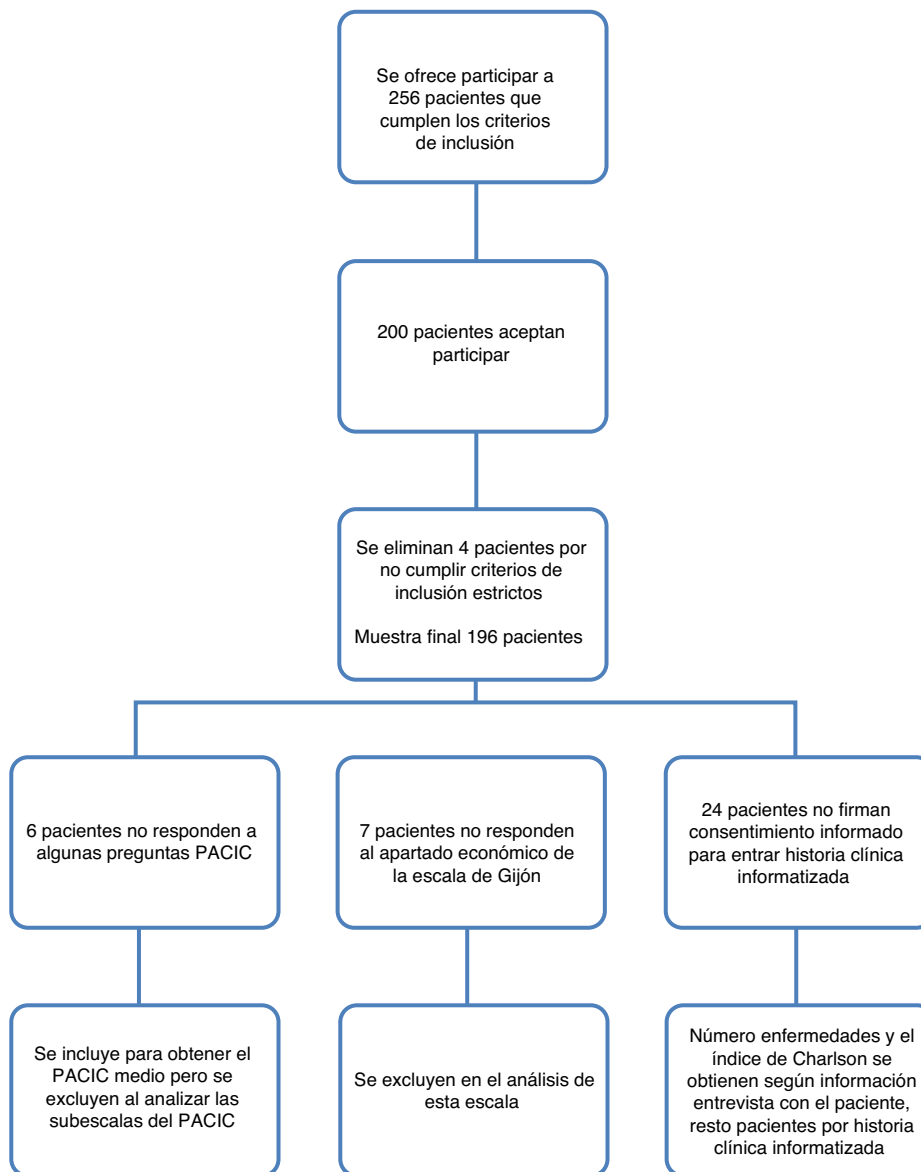 Se ofrece participar a
256 pacientes que
cumplen los criterios
de inclusión
200 pacientes aceptan
participar
Se eliminan 4 pacientes por
no cumplir criterios de
inclusión estrictos
Muestra final 196 pacientes
6 pacientes no responden a
algunas preguntas PACIC
7 pacientes no responden
al apartado económico de
la escala de Gijón
24 pacientes no firman
consentimiento informado
para entrar historia clínica
informatizada
Se incluye para obtener el
PACIC medio pero se
excluyen al analizar las
subescalas del PACIC
Se excluyen en el análisis de
esta escala
Número enfermedades y el
índice de Charlson se
obtienen según información
entrevista con el paciente,
resto pacientes por historia
clínica informatizada